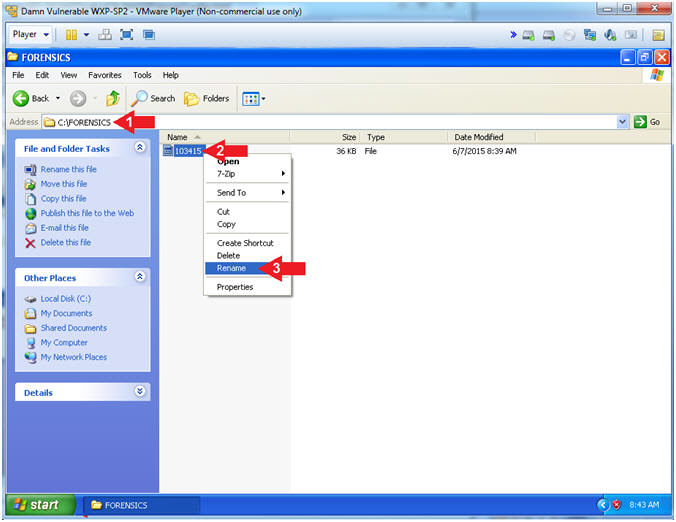 Damn Vulnerable WXP-SP2 - VMware Player (Non-commercial use only)
Player
FORENSICS
File Edit View Favorites Tools Help
Back Search Folders
Address C:\FORENSICS 1 Go
File and Folder Tasks
Rename this file
Move this file
Copy this file
Publish this file to the Web
E-mail this file
Delete this file
Other Places
Local Disk (C:)
My Documents
Shared Documents
My Computer
My Network Places
Details
Name Size Type Date Modified
103415 2 36 KB File 6/7/2015 8:39 AM
Open
7-Zip
Send To
Cut
Copy
Create Shortcut
Delete
Rename 3
Properties
start FORENSICS 8:43 AM